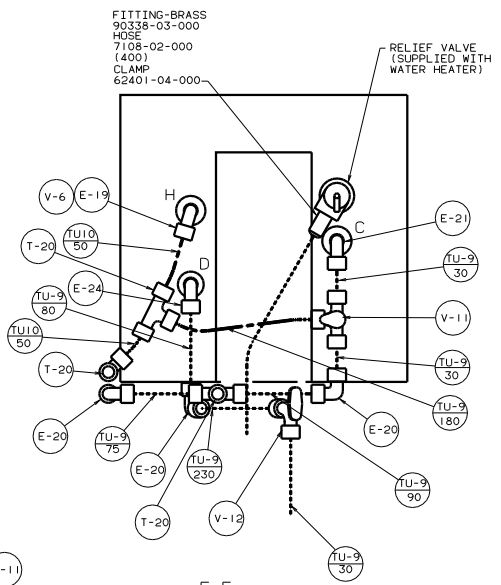 FITTING-BRASS
90338-03-000
HOSE
7108-02-000
(400)
CLAMP
62401-04-000
RELIEF VALVE
(SUPPLIED WITH
WATER HEATER)
V-6
E-19
H
C
E-21
TU10
50
T-20
D
TU-9
30
E-24
TU-9
80
V-11
TU10
50
TU-9
30
T-20
E-20
TU-9
180
TU-9
75
E-20
TU-9
230
E-20
TU-9
90
T-20
V-12
TU-9
30
-11